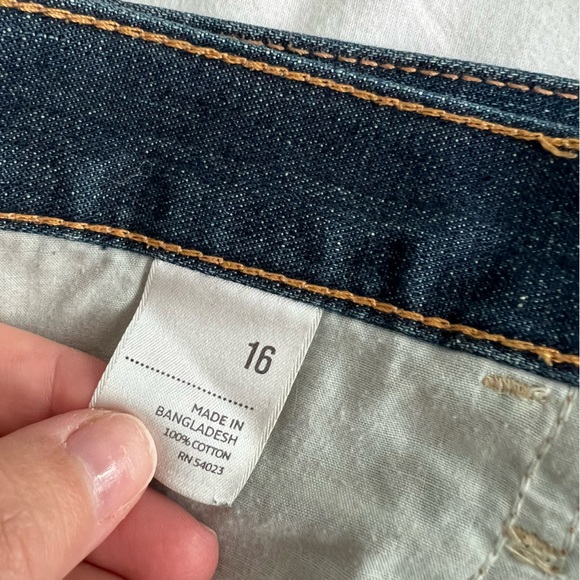 16
MADE IN
BANGLADESH
100% COTTON
RN 54023